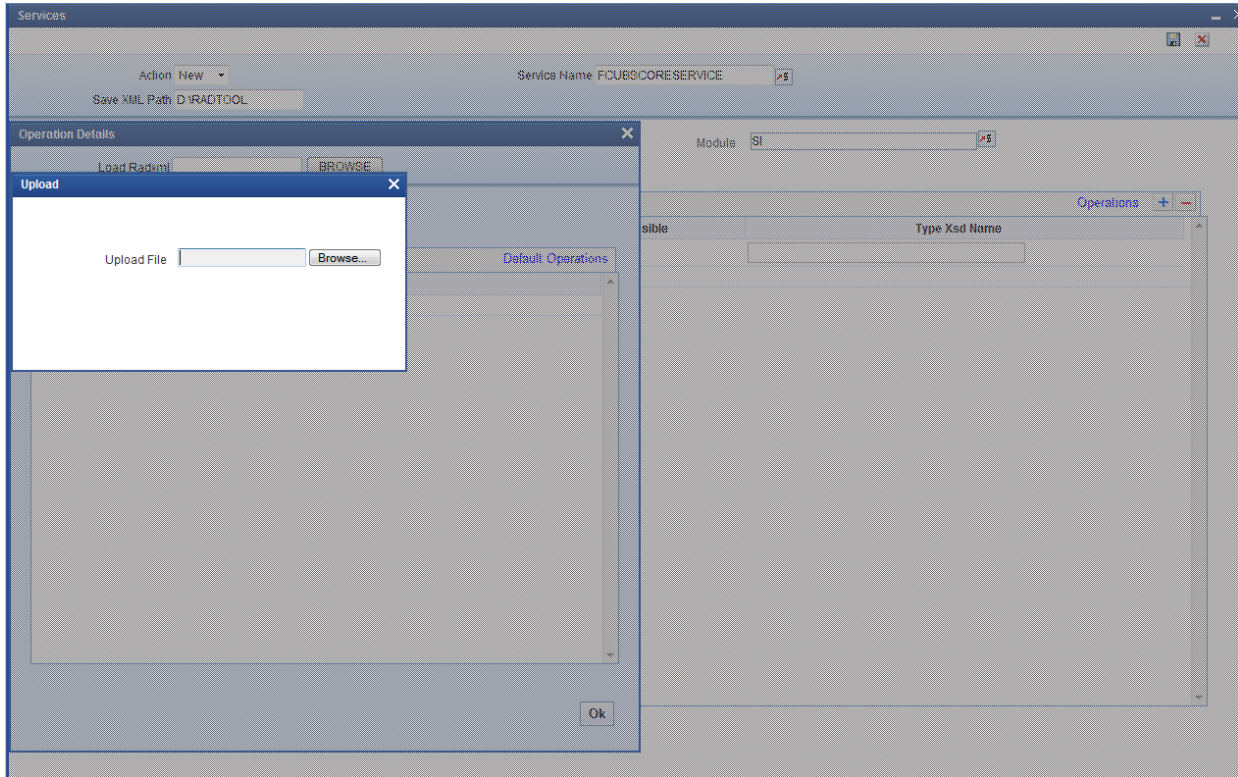 Services
Action New
Service Name FCUBSCORESERVICE
Save XML Path D:\RADTOOL
Operation Details
Module SI
Load Radxml BROWSE
Upload
Operations
sible
Type Xsd Name
Upload File Browse...
Default Operations
Ok